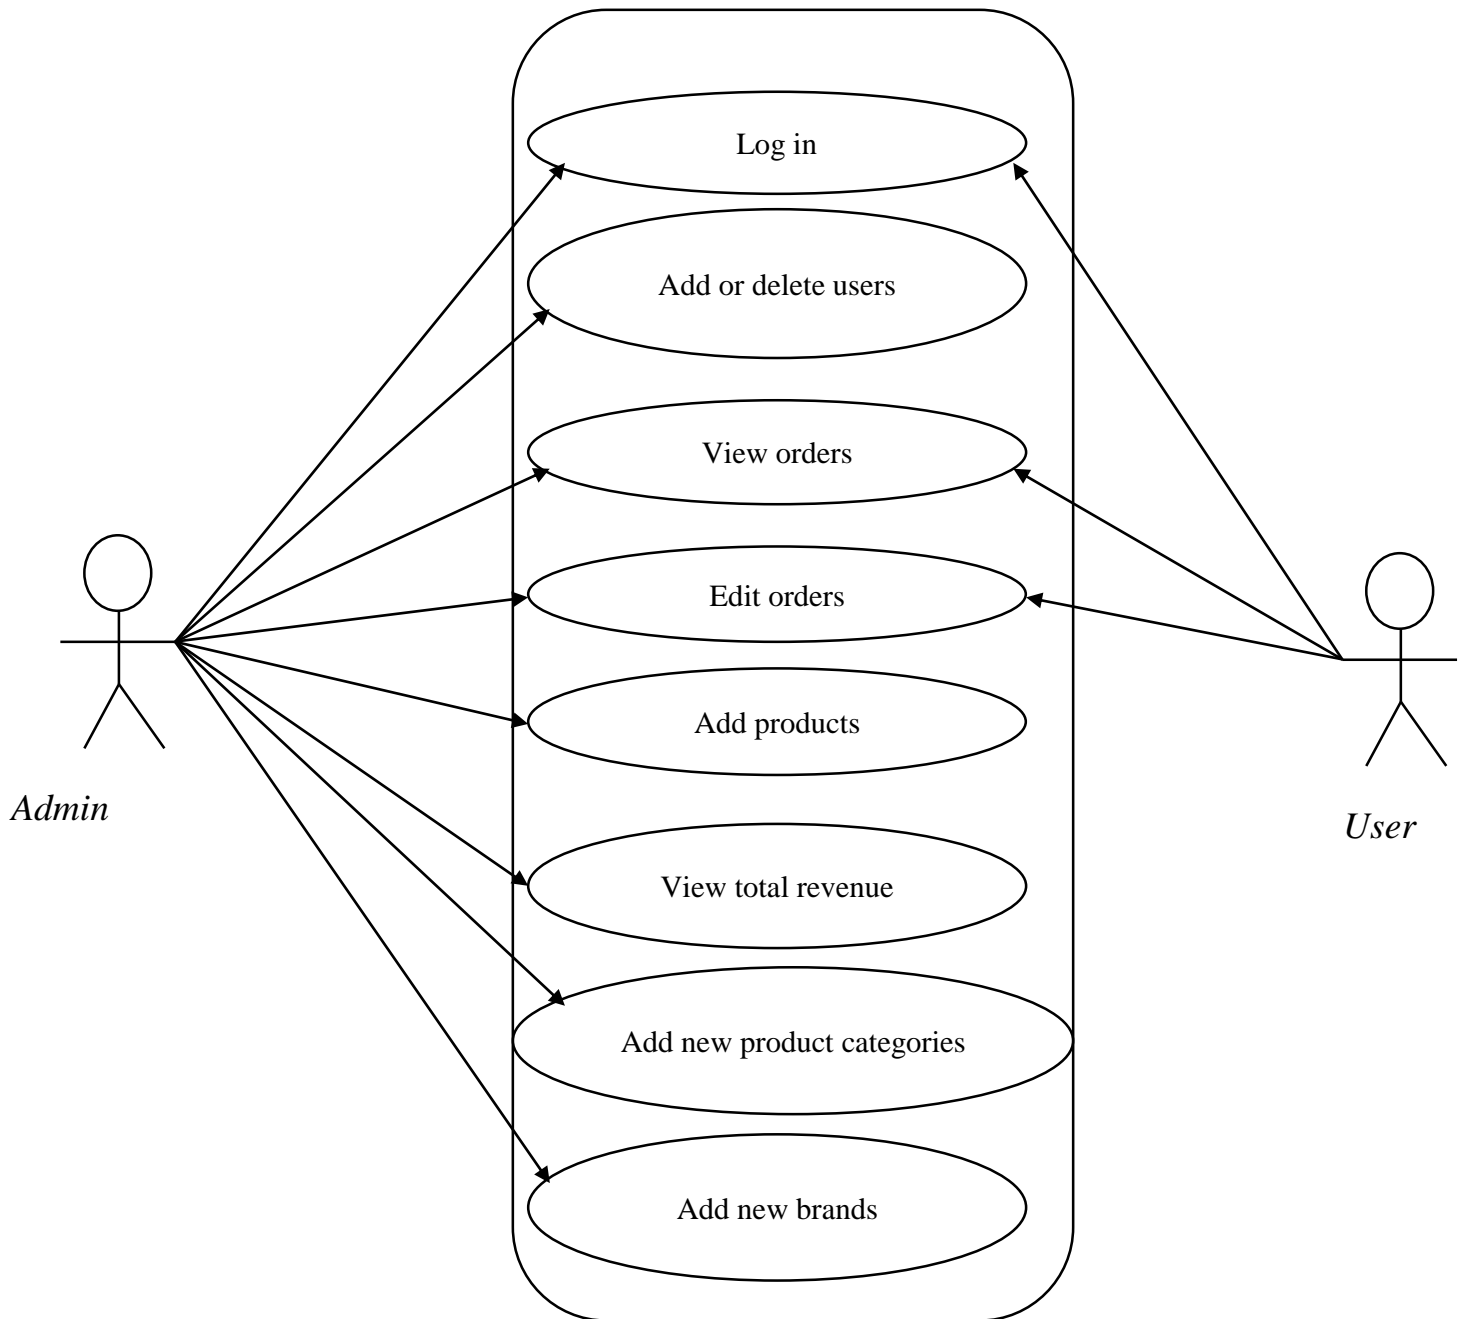 Log in
Add or delete users
View orders
Edit orders
Add products
Admin
User
View total revenue
Add new product categories
Add new brands